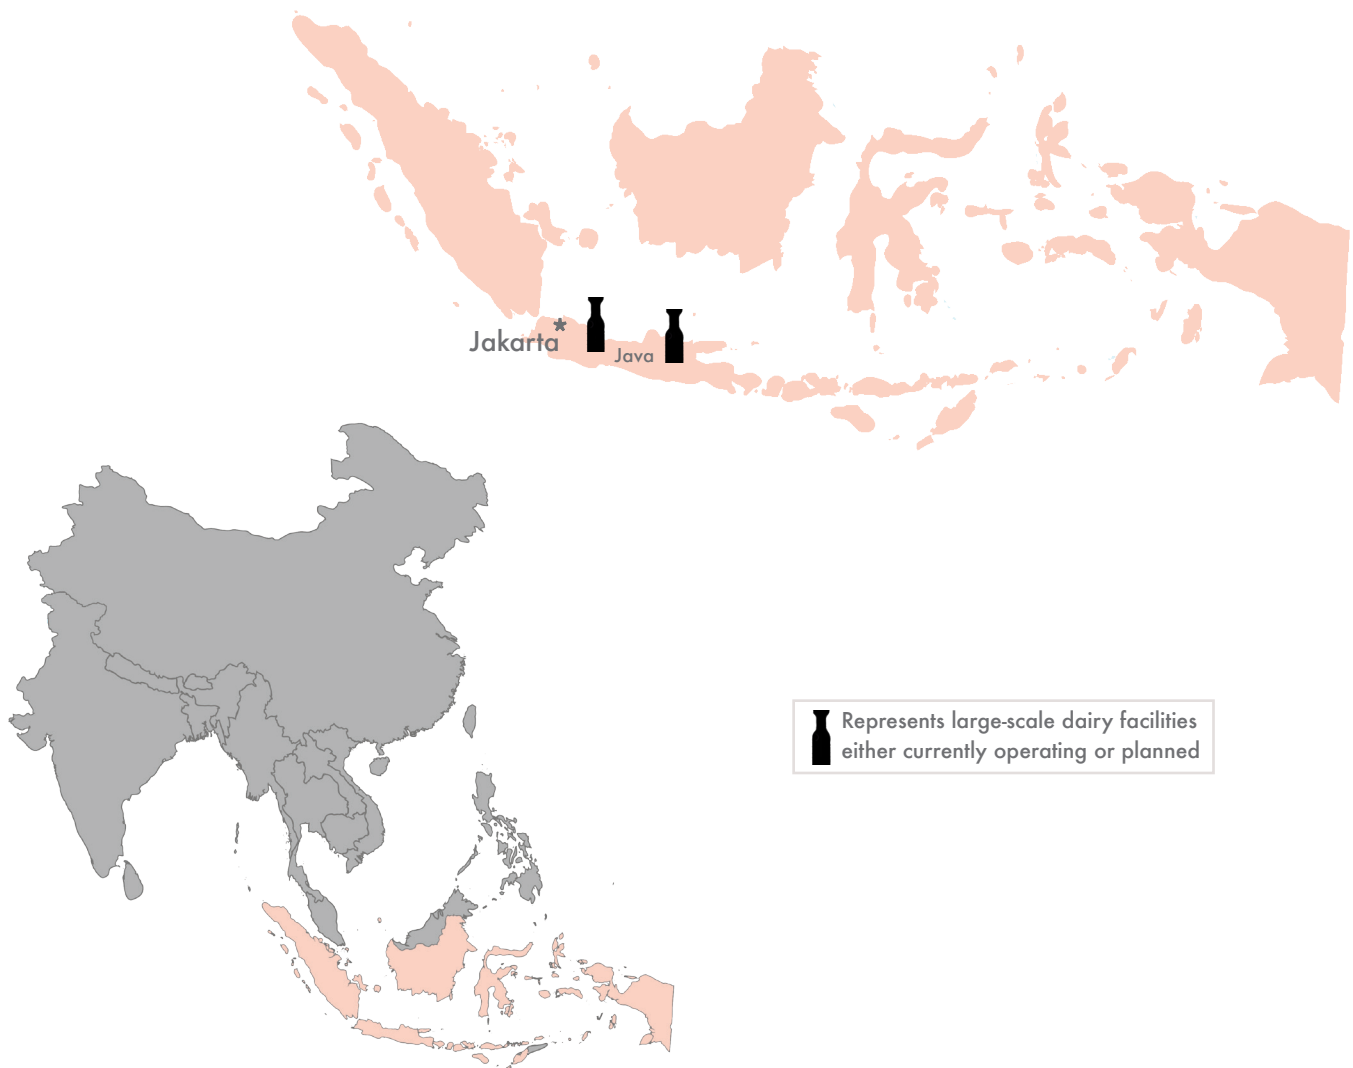 Jakarta
Java
Represents large-scale dairy facilities
either currently operating or planned